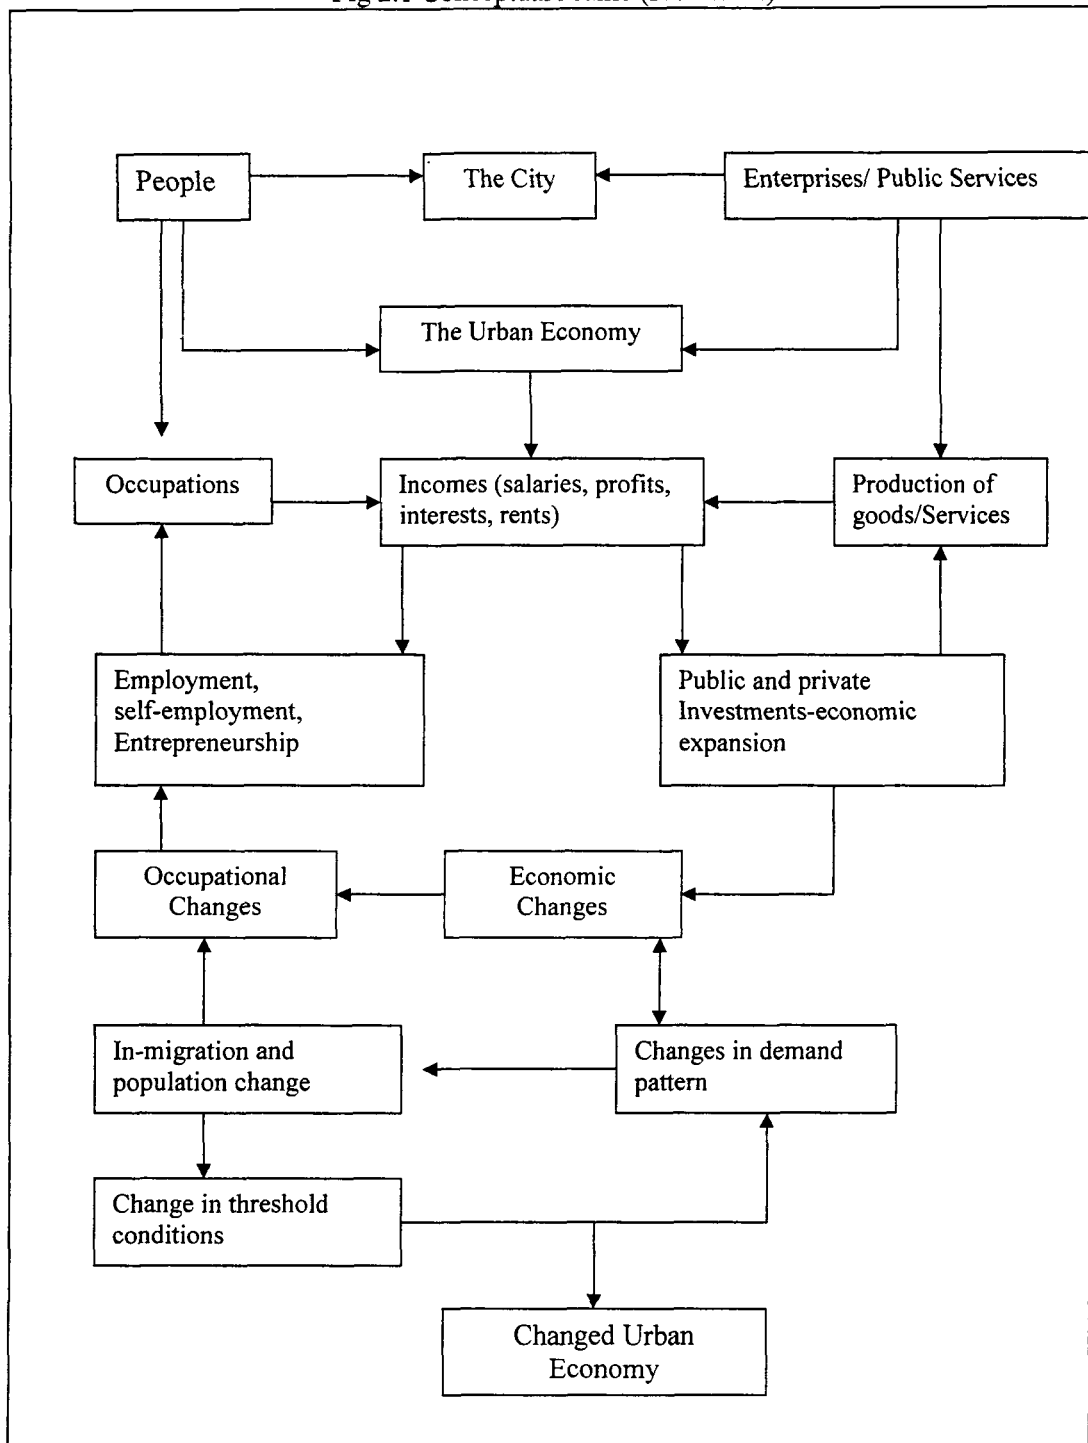 People
The City
Enterprises/ Public Services
The Urban Economy
Occupations
Incomes (salaries, profits,
interests, rents)
Production of
goods/Services
Employment,
self-employment,
Entrepreneurship
Public and private
Investments-economic
expansion
Occupational
Changes
Economic
Changes
In-migration and
population change
Changes in demand
pattern
Change in threshold
conditions
Changed Urban
Economy